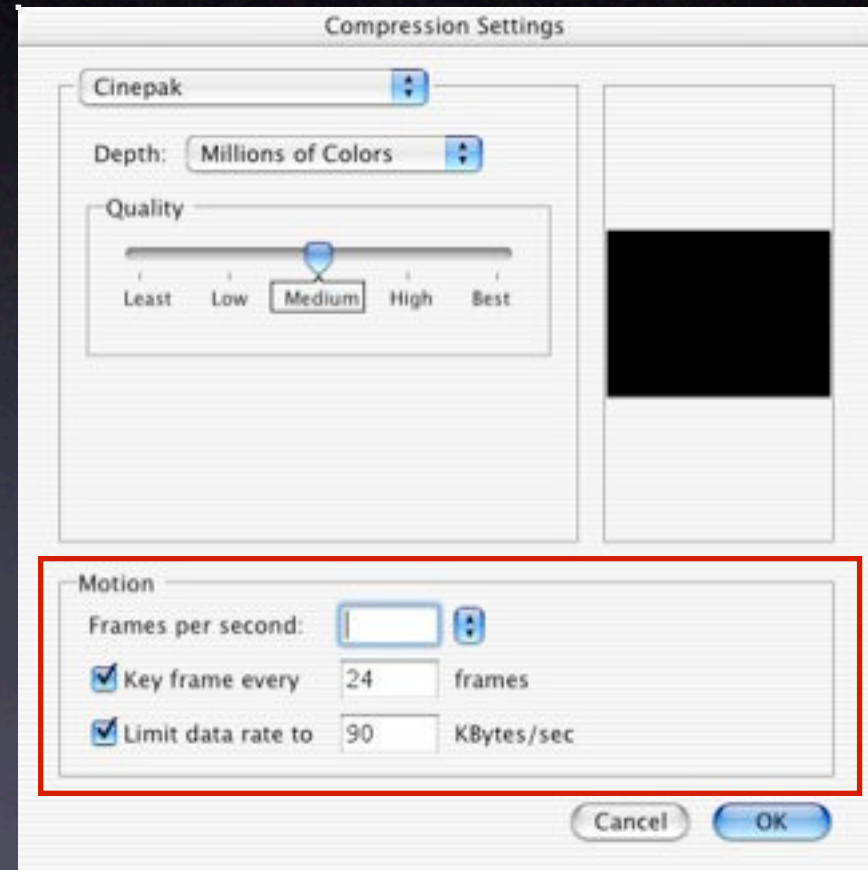 Compression Settings
Cinepak
Depth: Millions of Colors
Quality
Least Low Medium High Best
Motion
Frames per second:
Key frame every 24 frames
Limit data rate to 90 KBytes/sec
Cancel OK